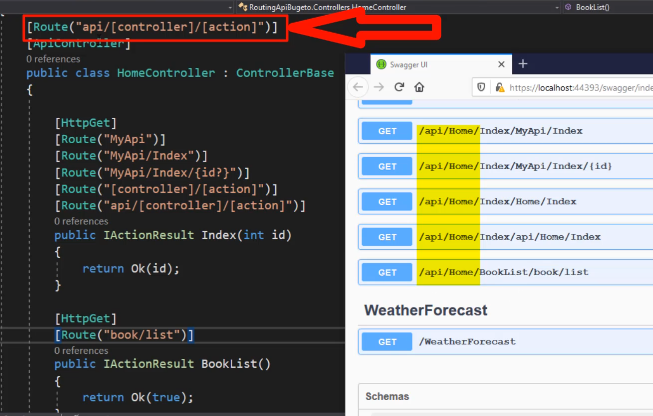 RoutingApiBugeto.Controllers.HomeController
BookList()
[Route("api/[controller]/[action]")]
[ApiController]
0 references
public class HomeController : ControllerBase
{
[HttpGet]
[Route("MyApi")]
[Route("MyApi/Index")]
[Route("MyApi/Index/{id?}")]
[Route("[controller]/[action]")]
[Route("api/[controller]/[action]")]
0 references
public IActionResult Index(int id)
{
return Ok(id);
}
[HttpGet]
[Route("book/list")]
0 references
public IActionResult BookList()
{
return Ok(true);
}
Swagger UI
https://localhost:44393/swagger/inde
GET /api/Home/Index/MyApi/Index
GET /api/Home/Index/MyApi/Index/{id}
GET /api/Home/Index/Home/Index
GET /api/Home/Index/api/Home/Index
GET /api/Home/BookList/book/list
WeatherForecast
GET /WeatherForecast
Schemas